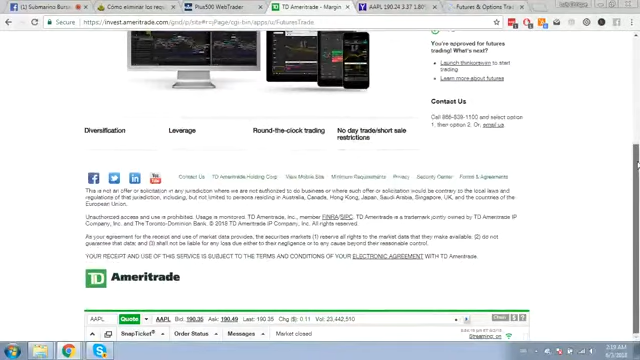 Submarino Burs
Cómo eliminar los requ
Plus500 WebTrader
TD Ameritrade - Margin
AAPL 190.24 3.37 1.80%
Futures & Options Trad
Secure
https://invest.ameritrade.com/grid/p/site#r=cPage/cgi-bin/apps/u/FuturesTrade
You're approved for futures
trading! What's next?
Launch thinkorswim to start
trading
Learn more about futures
Contact Us
Call 866-839-1100 and select option
1, then option 2. Or, email us.
Diversification
Leverage
Round-the-clock trading
No day trade/short sale
restrictions
Contact Us
TD Ameritrade Holding Corp
View Mobile Site
Minimum Requirements
Privacy
Security Center
Forms & Agreements
This is not an offer or solicitation in any jurisdiction where we are not authorized to do business or where such offer or solicitation would be contrary to the local laws and
regulations of that jurisdiction, including, but not limited to persons residing in Australia, Canada, Hong Kong, Japan, Saudi Arabia, Singapore, UK, and the countries of the
European Union.
Unauthorized access and use is prohibited. Usage is monitored. TD Ameritrade, Inc., member FINRA/SIPC. TD Ameritrade is a trademark jointly owned by TD Ameritrade IP
Company, Inc. and The Toronto-Dominion Bank. © 2018 TD Ameritrade IP Company, Inc. All rights reserved.
As your agreement for the receipt and use of market data provides, the securities markets (1) reserve all rights to the market data that they make available; (2) do not
guarantee that data; and (3) shall not be liable for any loss due either to their negligence or to any cause beyond their reasonable control.
YOUR RECEIPT AND USE OF THIS SERVICE IS SUBJECT TO THE TERMS AND CONDITIONS OF YOUR ELECTRONIC AGREEMENT WITH TD Ameritrade.
TD Ameritrade
AAPL
Quote
AAPL
Bid: 190.35
Ask: 190.49
Last: 190.35
Chg ($): 0.11
Vol: 23,442,510
SnapTicket®
Order Status
Messages
Market closed
Streaming: on